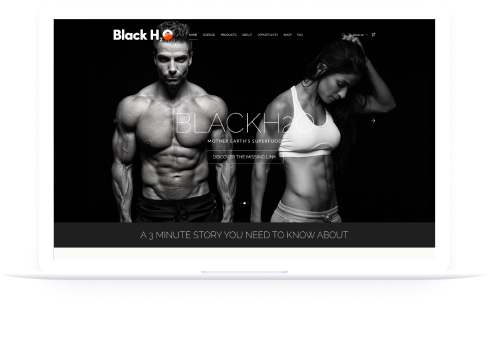 Black H2O
HOME SCIENCE PRODUCTS ABOUT OPPORTUNITY SHOP FAQ
BLACKH2O
MOTHER EARTH'S SUPERFOOD
DISCOVER THE MISSING LINK
A 3 MINUTE STORY YOU NEED TO KNOW ABOUT